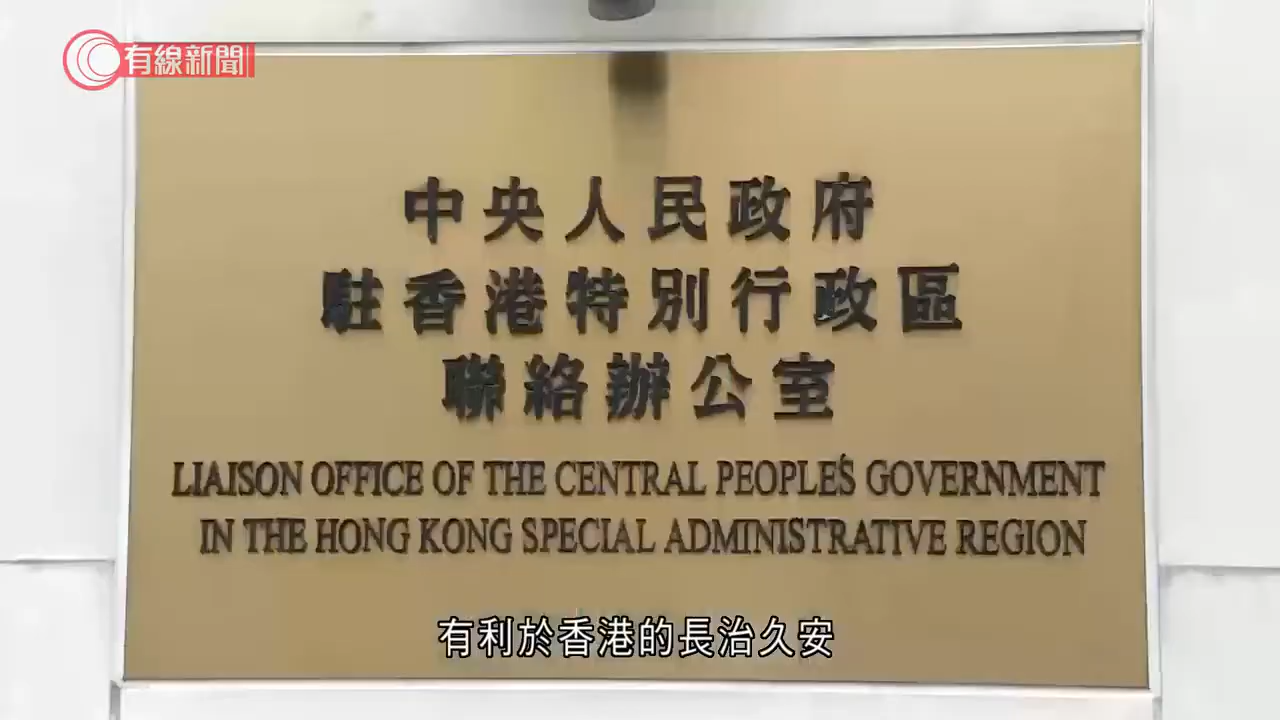 有線新聞
中央人民政府
駐香港特別行政區
聯絡辦公室
LIAISON OFFICE OF THE CENTRAL PEOPLE'S GOVERNMENT
IN THE HONG KONG SPECIAL ADMINISTRATIVE REGION
有利於香港的長治久安